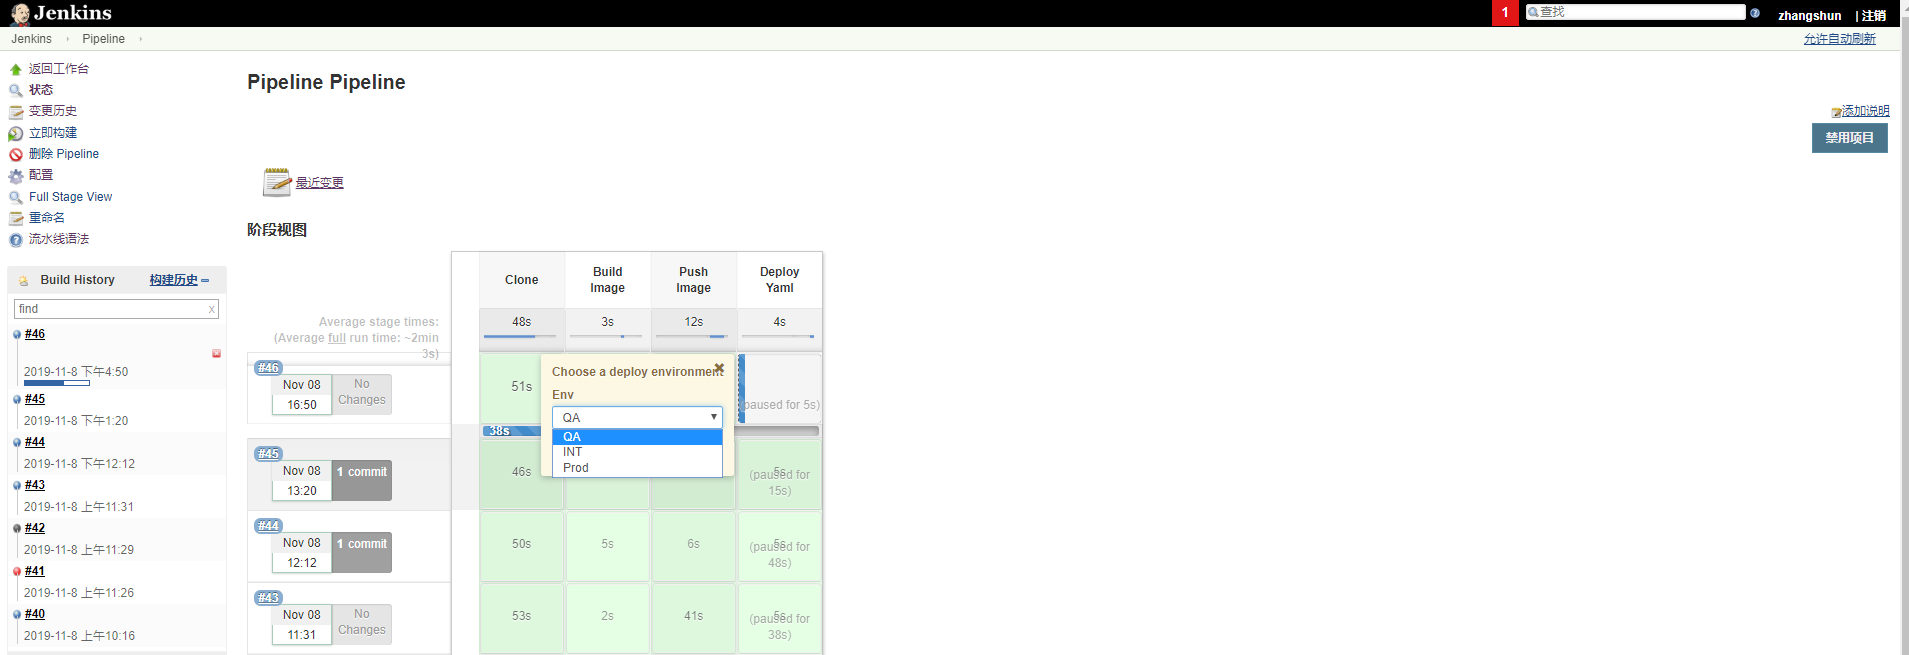 Jenkins
1
查找
zhangshun
| 注销
Jenkins
Pipeline
允许自动刷新
返回工作台
状态
变更历史
立即构建
删除 Pipeline
配置
Full Stage View
重命名
流水线语法
Pipeline Pipeline
添加说明
禁用项目
最近变更
阶段视图
Build History
构建历史
find
x
#46
2019-11-8 下午4:50
#45
2019-11-8 下午1:20
#44
2019-11-8 下午12:12
#43
2019-11-8 上午11:31
#42
2019-11-8 上午11:29
#41
2019-11-8 上午11:26
#40
2019-11-8 上午10:16
Clone
Build
Image
Push
Image
Deploy
Yaml
Average stage times:
(Average full run time: ~2min
3s)
48s
3s
12s
4s
#46
Nov 08
16:50
No
Changes
51s
(paused for 5s)
38s
Choose a deploy environment
Env
QA
QA
INT
Prod
#45
Nov 08
13:20
1 commit
46s
5s
(paused for
15s)
#44
Nov 08
12:12
1 commit
50s
5s
6s
5s
(paused for
48s)
#43
Nov 08
11:31
No
Changes
53s
2s
41s
5s
(paused for
38s)